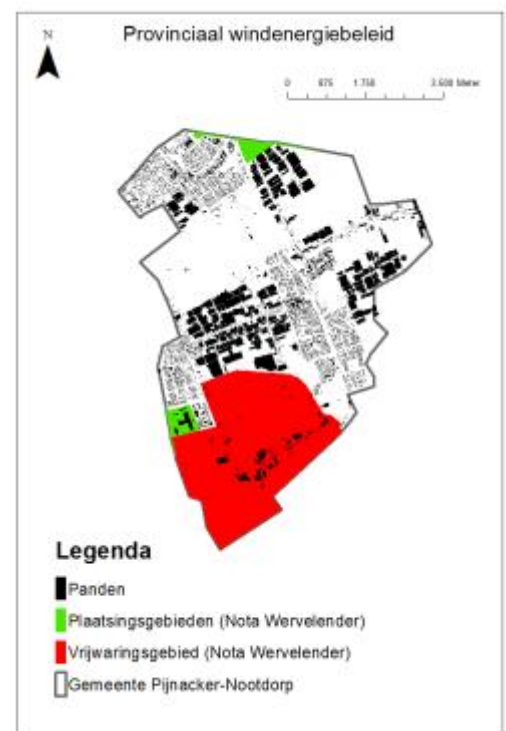 Provinciaal windenergiebeleid
N
0 875 1.750 3.500 Meter
Legenda
Panden
Plaatsingsgebieden (Nota Wervelender)
Vrijwaringsgebied (Nota Wervelender)
Gemeente Pijnacker-Nootdorp